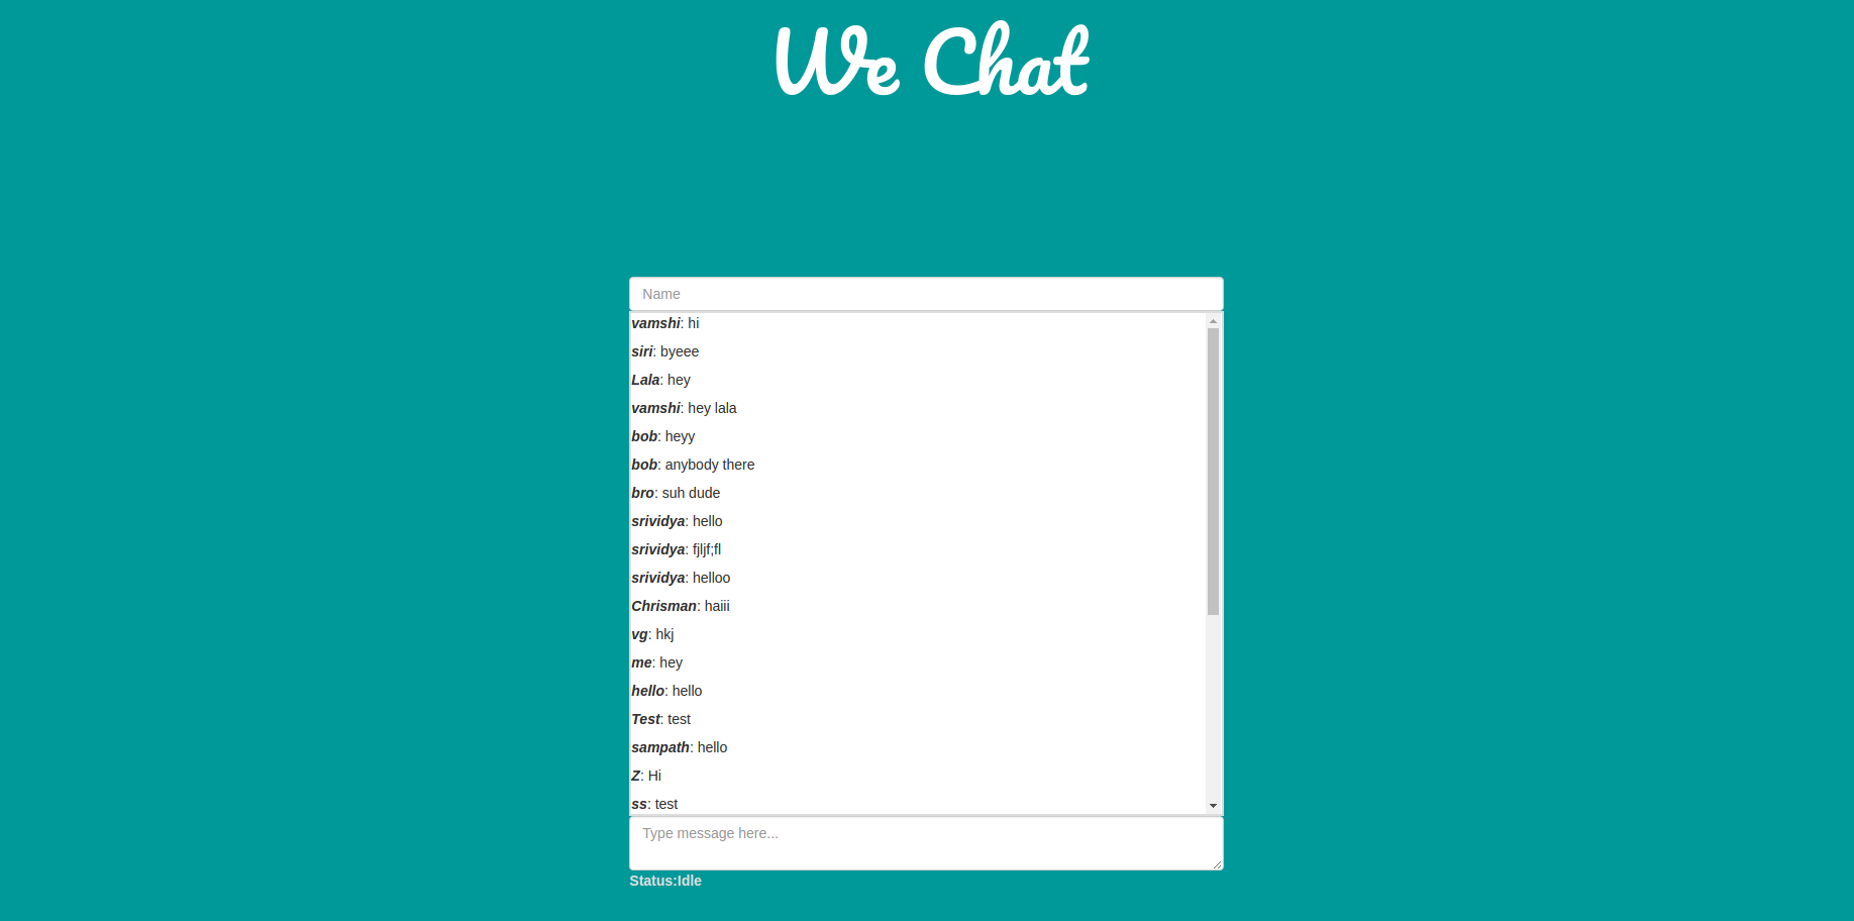 We Chat
Name
vamshi: hi
siri: byeee
Lala: hey
vamshi: hey lala
bob: heyy
bob: anybody there
bro: suh dude
srividya: hello
srividya: fjljf;fl
srividya: helloo
Chrisman: haiii
vg: hkj
me: hey
hello: hello
Test: test
sampath: hello
Z: Hi
ss: test
Type message here...
Status:Idle